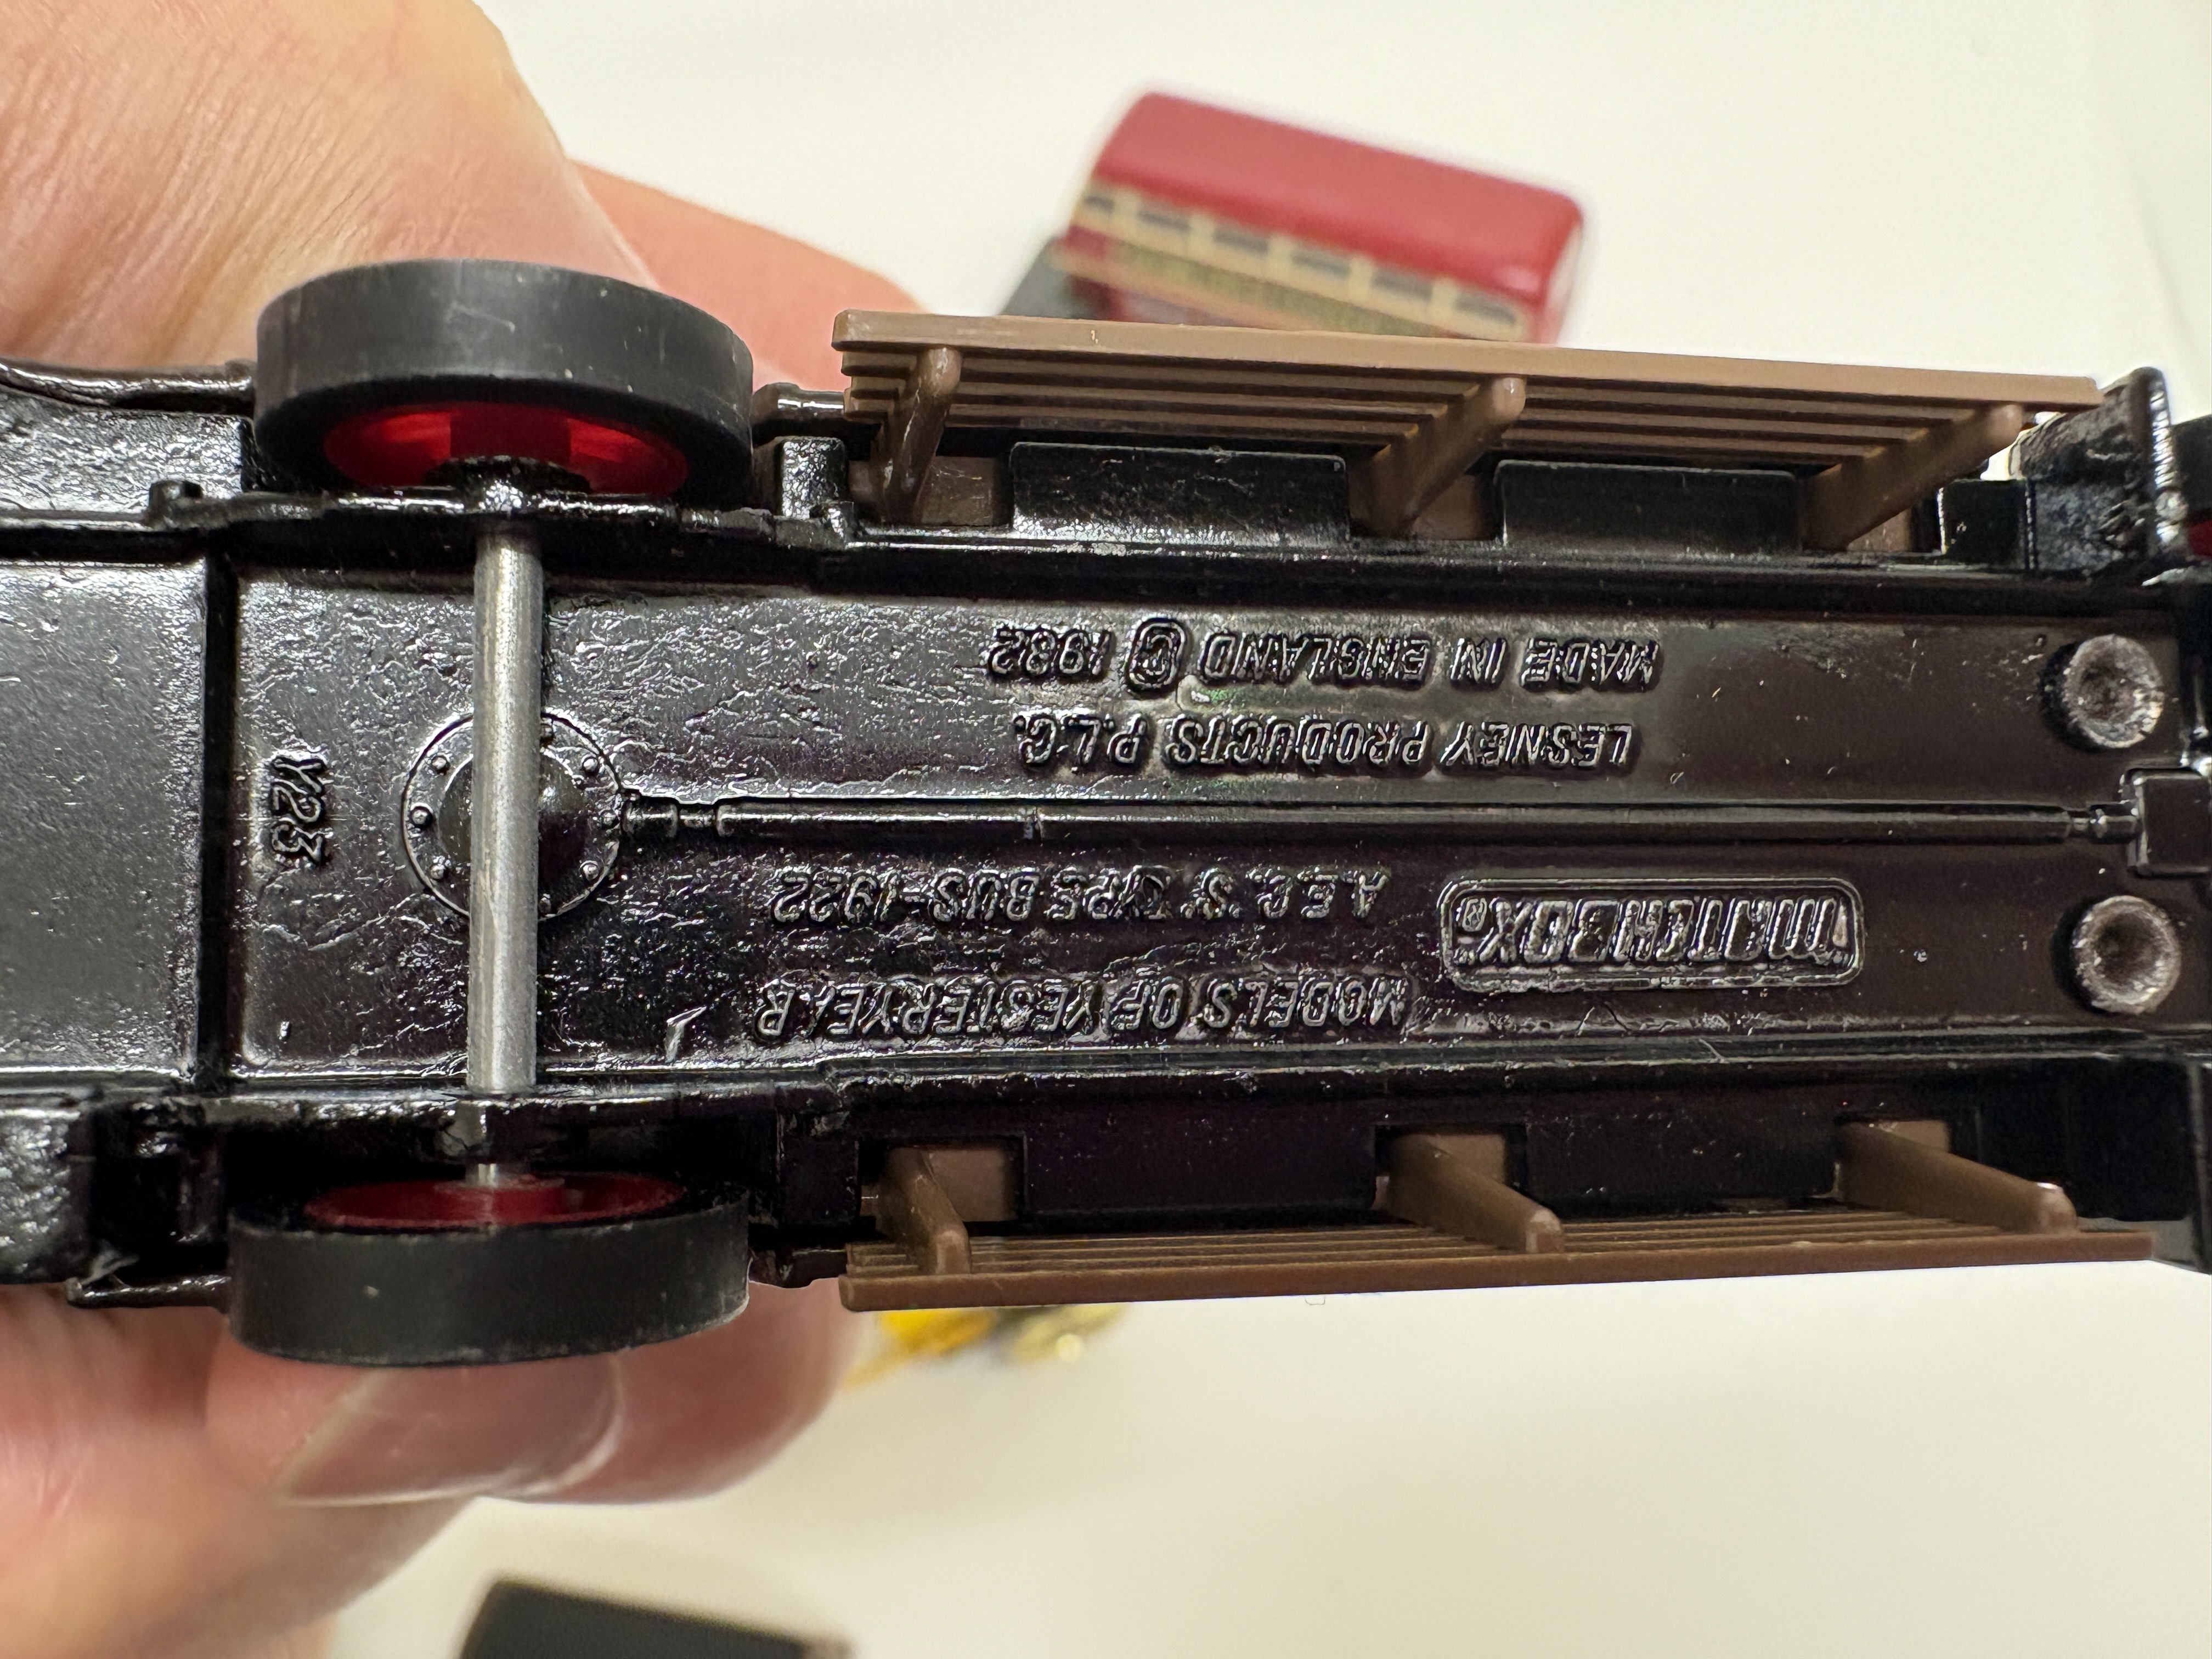 MATCHBOX®
MODELS OF YESTERYEAR
A.E.C. 'S' TYPE BUS-1922
LESNEY PRODUCTS P.L.C.
MADE IN ENGLAND © 1982
Y23